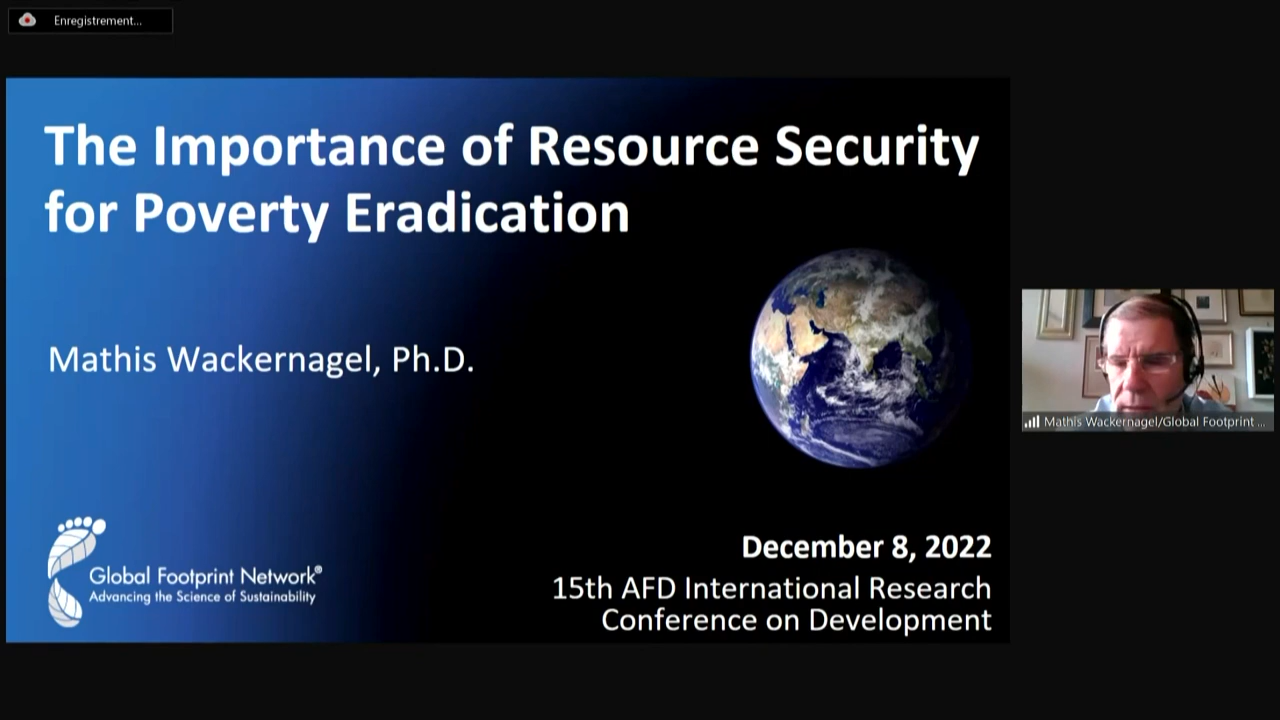 Enregistrement...
The Importance of Resource Security
for Poverty Eradication
Mathis Wackernagel, Ph.D.
Global Footprint Network®
Advancing the Science of Sustainability
December 8, 2022
15th AFD International Research
Conference on Development
Mathis Wackernagel/Global Footprint ...